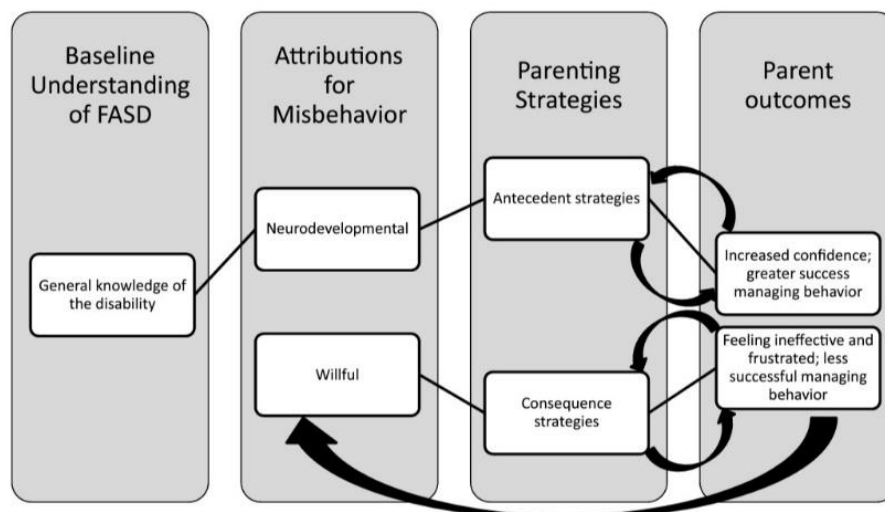 Baseline
Understanding
of FASD
Attributions
for
Misbehavior
Parenting
Strategies
Parent
outcomes
General knowledge of
the disability
Neurodevelopmental
Willful
Antecedent strategies
Consequence
strategies
Increased confidence;
greater success
managing behavior
Feeling ineffective and
frustrated; less
successful managing
behavior